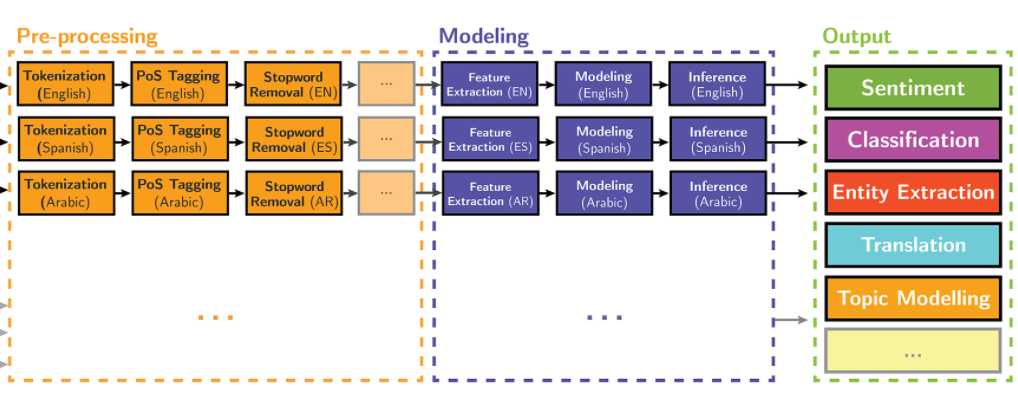 Pre-processing
Modeling
Output
Tokenization
(English)
PoS Tagging
(English)
Stopword
Removal (EN)
...
Feature
Extraction (EN)
Modeling
(English)
Inference
(English)
Tokenization
(Spanish)
PoS Tagging
(Spanish)
Stopword
Removal (ES)
...
Feature
Extraction (ES)
Modeling
(Spanish)
Inference
(Spanish)
Tokenization
(Arabic)
PoS Tagging
(Arabic)
Stopword
Removal (AR)
...
Feature
Extraction (AR)
Modeling
(Arabic)
Inference
(Arabic)
...
...
Sentiment
Classification
Entity Extraction
Translation
Topic Modelling
...